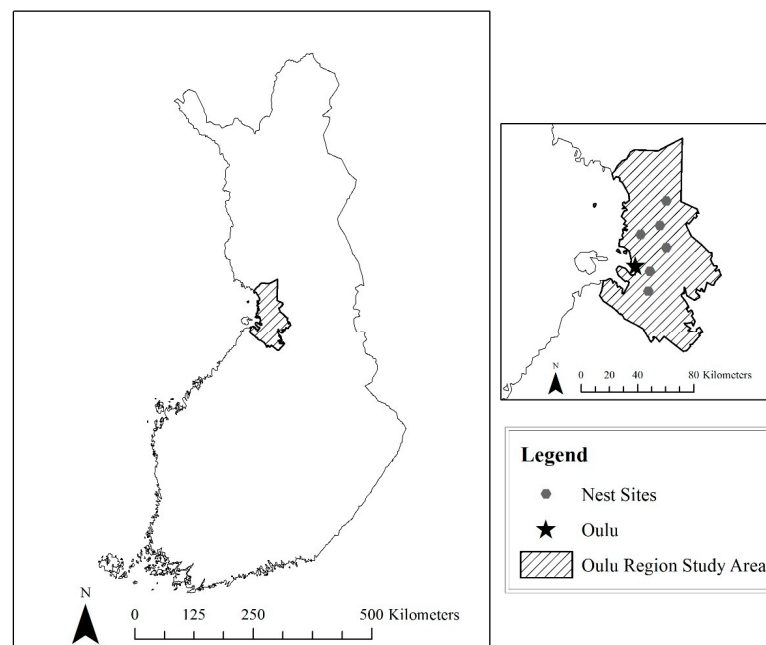 N
0 125 250 500 Kilometers
N
0 20 40 80 Kilometers
Legend
Nest Sites
Oulu
Oulu Region Study Area